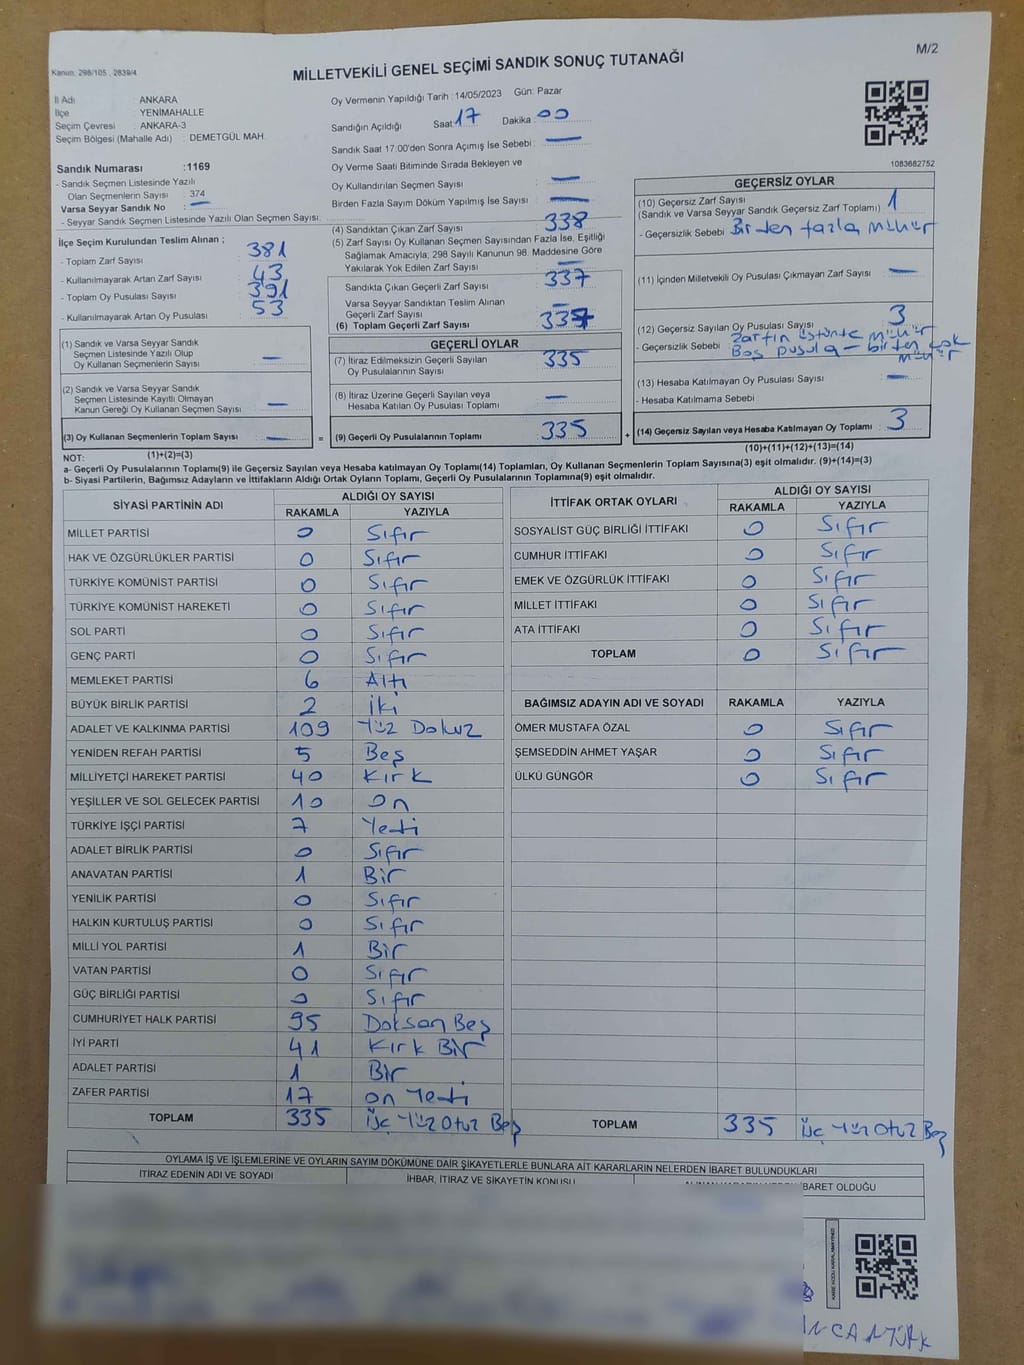 Kanun: 298/105, 2839/4
M/2
MİLLETVEKİLİ GENEL SEÇİMİ SANDIK SONUÇ TUTANAĞI
İl Adı ANKARA
İlçe YENİMAHALLE
Seçim Çevresi : ANKARA-3
Seçim Bölgesi (Mahalle Adı) : DEMETGÜL MAH.
Sandık Numarası :1169
- Sandık Seçmen Listesinde Yazılı
Olan Seçmenlerin Sayısı : 374
Varsa Seyyar Sandık No : —
- Seyyar Sandık Seçmen Listesinde Yazılı Olan Seçmen Sayısı:
Oy Vermenin Yapıldığı Tarih :14/05/2023 Gün: Pazar
Sandığın Açıldığı Saat: 17 Dakika : 00
Sandık Saat 17:00'den Sonra Açımış İse Sebebi : —
Oy Verme Saati Bitiminde Sırada Bekleyen ve
Oy Kullandırılan Seçmen Sayısı : —
Birden Fazla Sayım Döküm Yapılmış İse Sayısı : —
1083682752
İlçe Seçim Kurulundan Teslim Alınan ;
- Toplam Zarf Sayısı : 381
- Kullanılmayarak Artan Zarf Sayısı : 43
- Toplam Oy Pusulası Sayısı : 391
- Kullanılmayarak Artan Oy Pusulası : 53
(4) Sandıktan Çıkan Zarf Sayısı : 338
(5) Zarf Sayısı Oy Kullanan Seçmen Sayısından Fazla İse, Eşitliği
Sağlamak Amacıyla; 298 Sayılı Kanunun 98. Maddesine Göre
Yakılarak Yok Edilen Zarf Sayısı : —
Sandıkta Çıkan Geçerli Zarf Sayısı : 337
Varsa Seyyar Sandıktan Teslim Alınan
Geçerli Zarf Sayısı : —
(6) Toplam Geçerli Zarf Sayısı : 337
GEÇERSİZ OYLAR
(10) Geçersiz Zarf Sayısı : 1
(Sandık ve Varsa Seyyar Sandık Geçersiz Zarf Toplamı)
- Geçersizlik Sebebi : Birden fazla mühür
(11) İçinden Milletvekili Oy Pusulası Çıkmayan Zarf Sayısı : —
(12) Geçersiz Sayılan Oy Pusulası Sayısı : 3
- Geçersizlik Sebebi : Zarfın üstünde mühür
Boş pusula – birden çok
mühür
(13) Hesaba Katılmayan Oy Pusulası Sayısı : —
- Hesaba Katılmama Sebebi :
(14) Geçersiz Sayılan veya Hesaba Katılmayan Oy Toplamı : 3
(1) Sandık ve Varsa Seyyar Sandık
Seçmen Listesinde Yazılı Olup
Oy Kullanan Seçmenlerin Sayısı : —
(2) Sandık ve Varsa Seyyar Sandık
Seçmen Listesinde Kayıtlı Olmayan
Kanun Gereği Oy Kullanan Seçmen Sayısı : —
(3) Oy Kullanan Seçmenlerin Toplam Sayısı : —
GEÇERLİ OYLAR
(7) İtiraz Edilmeksizin Geçerli Sayılan
Oy Pusulalarının Sayısı : 335
(8) İtiraz Üzerine Geçerli Sayılan veya
Hesaba Katılan Oy Pusulası Toplamı : —
= (9) Geçerli Oy Pusulalarının Toplamı : 335 +
NOT: (1)+(2)=(3)
(10)+(11)+(12)+(13)=(14)
a- Geçerli Oy Pusulalarının Toplamı(9) ile Geçersiz Sayılan veya Hesaba katılmayan Oy Toplamı(14) Toplamları, Oy Kullanan Seçmenlerin Toplam Sayısına(3) eşit olmalıdır. (9)+(14)=(3)
b- Siyasi Partilerin, Bağımsız Adayların ve İttifakların Aldığı Ortak Oyların Toplamı, Geçerli Oy Pusulalarının Toplamına(9) eşit olmalıdır.
SİYASİ PARTİNİN ADI ALDIĞI OY SAYISI
RAKAMLA YAZIYLA
MİLLET PARTİSİ 0 Sıfır
HAK VE ÖZGÜRLÜKLER PARTİSİ 0 Sıfır
TÜRKİYE KOMÜNİST PARTİSİ 0 Sıfır
TÜRKİYE KOMÜNİST HAREKETİ 0 Sıfır
SOL PARTİ 0 Sıfır
GENÇ PARTİ 0 Sıfır
MEMLEKET PARTİSİ 6 Altı
BÜYÜK BİRLİK PARTİSİ 2 İki
ADALET VE KALKINMA PARTİSİ 109 Yüz Dokuz
YENİDEN REFAH PARTİSİ 5 Beş
MİLLİYETÇİ HAREKET PARTİSİ 40 Kırk
YEŞİLLER VE SOL GELECEK PARTİSİ 10 On
TÜRKİYE İŞÇİ PARTİSİ 7 Yedi
ADALET BİRLİK PARTİSİ 0 Sıfır
ANAVATAN PARTİSİ 1 Bir
YENİLİK PARTİSİ 0 Sıfır
HALKIN KURTULUŞ PARTİSİ 0 Sıfır
MİLLİ YOL PARTİSİ 1 Bir
VATAN PARTİSİ 0 Sıfır
GÜÇ BİRLİĞİ PARTİSİ 0 Sıfır
CUMHURİYET HALK PARTİSİ 95 Doksan Beş
İYİ PARTİ 41 Kırk Bir
ADALET PARTİSİ 1 Bir
ZAFER PARTİSİ 17 On Yedi
TOPLAM 335 Üç Yüz Otuz Beş
İTTİFAK ORTAK OYLARI ALDIĞI OY SAYISI
RAKAMLA YAZIYLA
SOSYALİST GÜÇ BİRLİĞİ İTTİFAKI 0 Sıfır
CUMHUR İTTİFAKI 0 Sıfır
EMEK VE ÖZGÜRLÜK İTTİFAKI 0 Sıfır
MİLLET İTTİFAKI 0 Sıfır
ATA İTTİFAKI 0 Sıfır
TOPLAM 0 Sıfır
BAĞIMSIZ ADAYIN ADI VE SOYADI RAKAMLA YAZIYLA
ÖMER MUSTAFA ÖZAL 0 Sıfır
ŞEMSEDDİN AHMET YAŞAR 0 Sıfır
ÜLKÜ GÜNGÖR 0 Sıfır
TOPLAM 335 Üç Yüz Otuz Beş
OYLAMA İŞ VE İŞLEMLERİNE VE OYLARIN SAYIM DÖKÜMÜNE DAİR ŞİKAYETLERLE BUNLARA AİT KARARLARIN NELERDEN İBARET BULUNDUKLARI
İTİRAZ EDENİN ADI VE SOYADI İHBAR, İTİRAZ VE ŞİKAYETİN KONUSU ALINAN KARARIN NEDEN İBARET OLDUĞU
KARE KODU KARALAMAYINIZ!